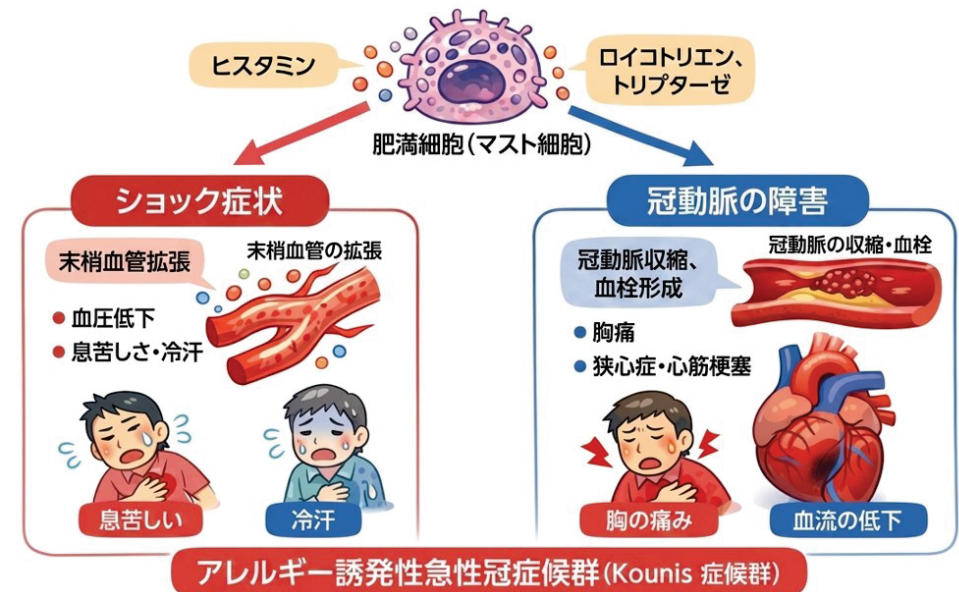 ヒスタミン
ロイコトリエン、
トリプターゼ
肥満細胞(マスト細胞)
ショック症状
末梢血管拡張
末梢血管の拡張
● 血圧低下
● 息苦しさ・冷汗
息苦しい
冷汗
冠動脈の障害
冠動脈収縮、
血栓形成
冠動脈の収縮・血栓
● 胸痛
● 狭心症・心筋梗塞
胸の痛み
血流の低下
アレルギー誘発性急性冠症候群(Kounis 症候群)